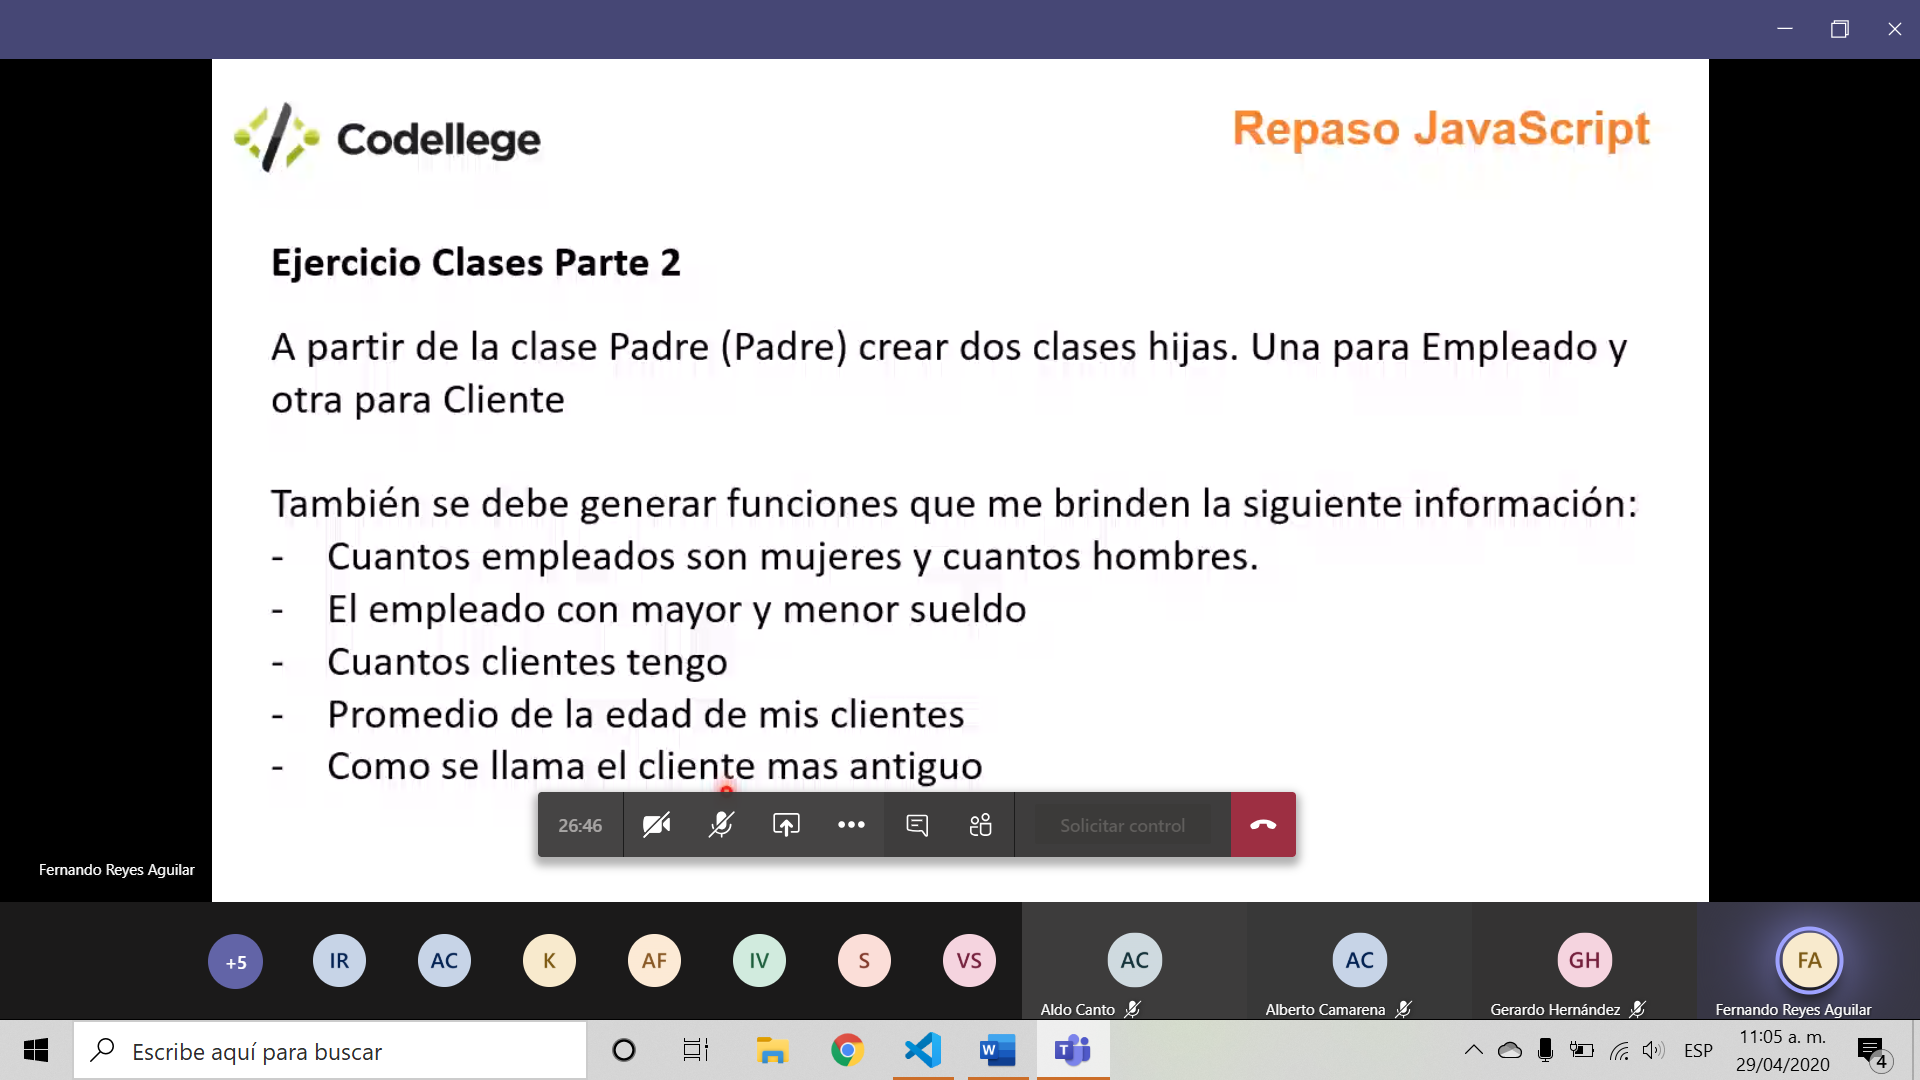 Codellege
Repaso JavaScript
Ejercicio Clases Parte 2
A partir de la clase Padre (Padre) crear dos clases hijas. Una para Empleado y
otra para Cliente
También se debe generar funciones que me brinden la siguiente información:
- Cuantos empleados son mujeres y cuantos hombres.
- El empleado con mayor y menor sueldo
- Cuantos clientes tengo
- Promedio de la edad de mis clientes
- Como se llama el cliente mas antiguo
26:46
Solicitar control
Fernando Reyes Aguilar
+5
IR
AC
K
AF
IV
S
VS
AC
AC
GH
FA
Aldo Canto
Alberto Camarena
Gerardo Hernández
Fernando Reyes Aguilar
Escribe aquí para buscar
W
T
ESP
11:05 a. m.
29/04/2020
4